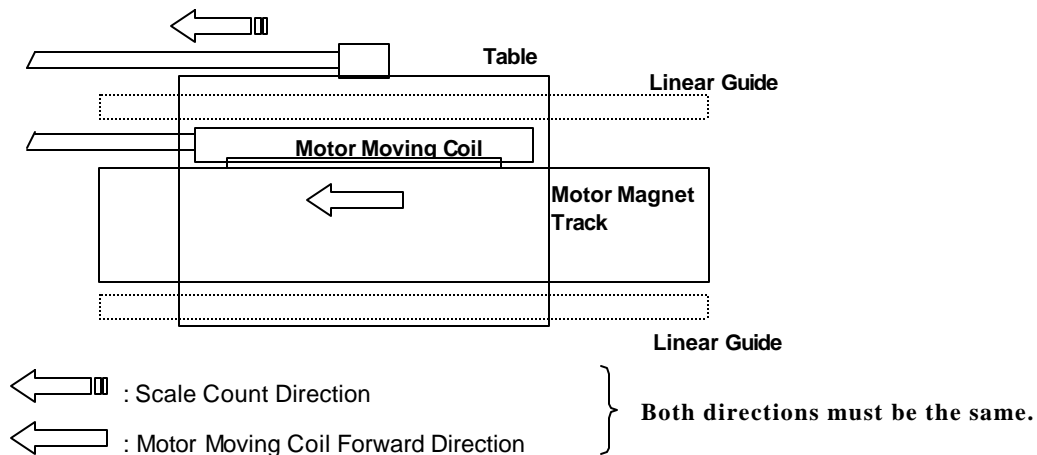 Table
Linear Guide
Motor Moving Coil
Motor Magnet
Track
Linear Guide
: Scale Count Direction
: Motor Moving Coil Forward Direction
Both directions must be the same.